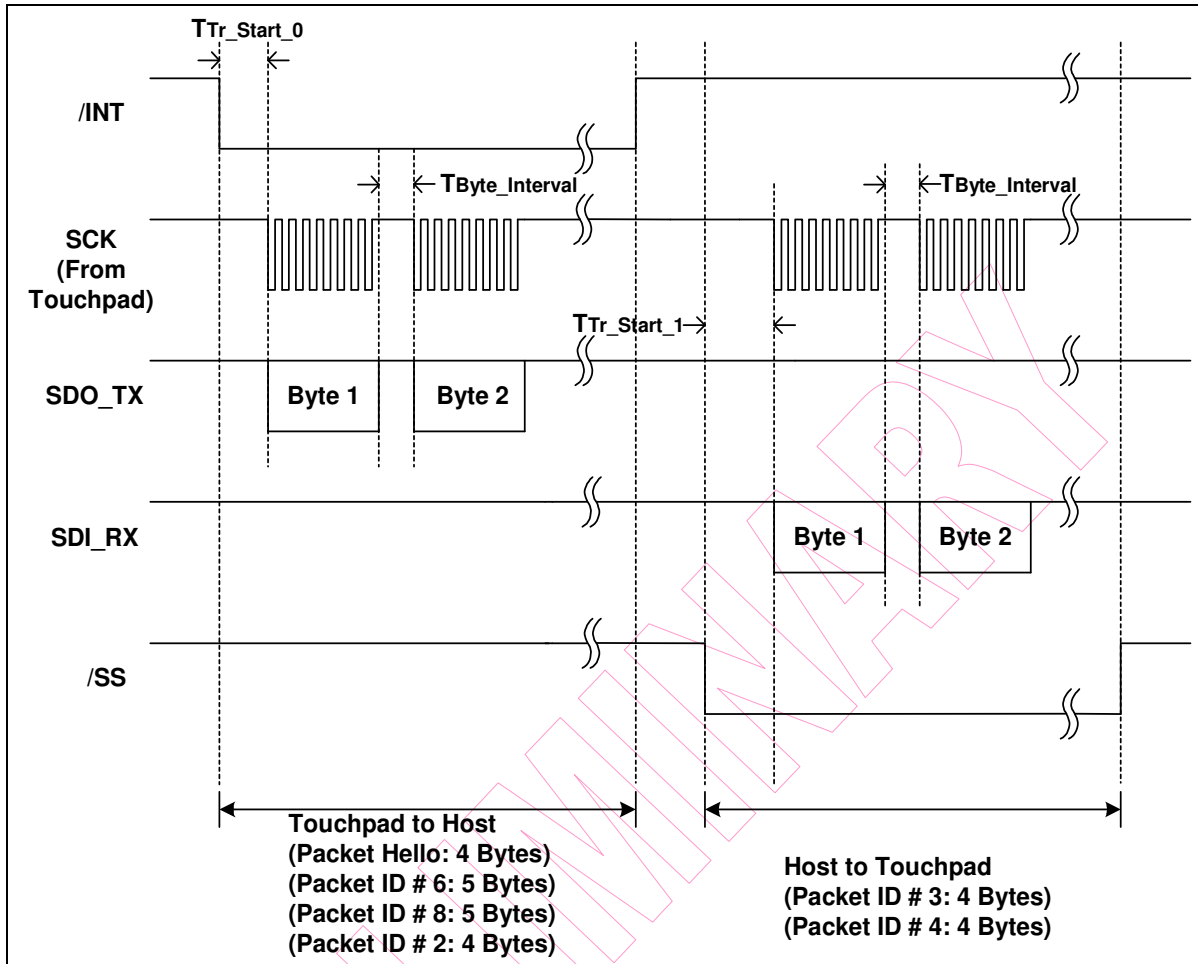 TTr_Start_0
/INT
TByte_Interval
TByte_Interval
SCK
(From
Touchpad)
TTr_Start_1
SDO_TX
Byte 1
Byte 2
SDI_RX
Byte 1
Byte 2
/SS
Touchpad to Host
(Packet Hello: 4 Bytes)
(Packet ID # 6: 5 Bytes)
(Packet ID # 8: 5 Bytes)
(Packet ID # 2: 4 Bytes)
Host to Touchpad
(Packet ID # 3: 4 Bytes)
(Packet ID # 4: 4 Bytes)
IMINARY